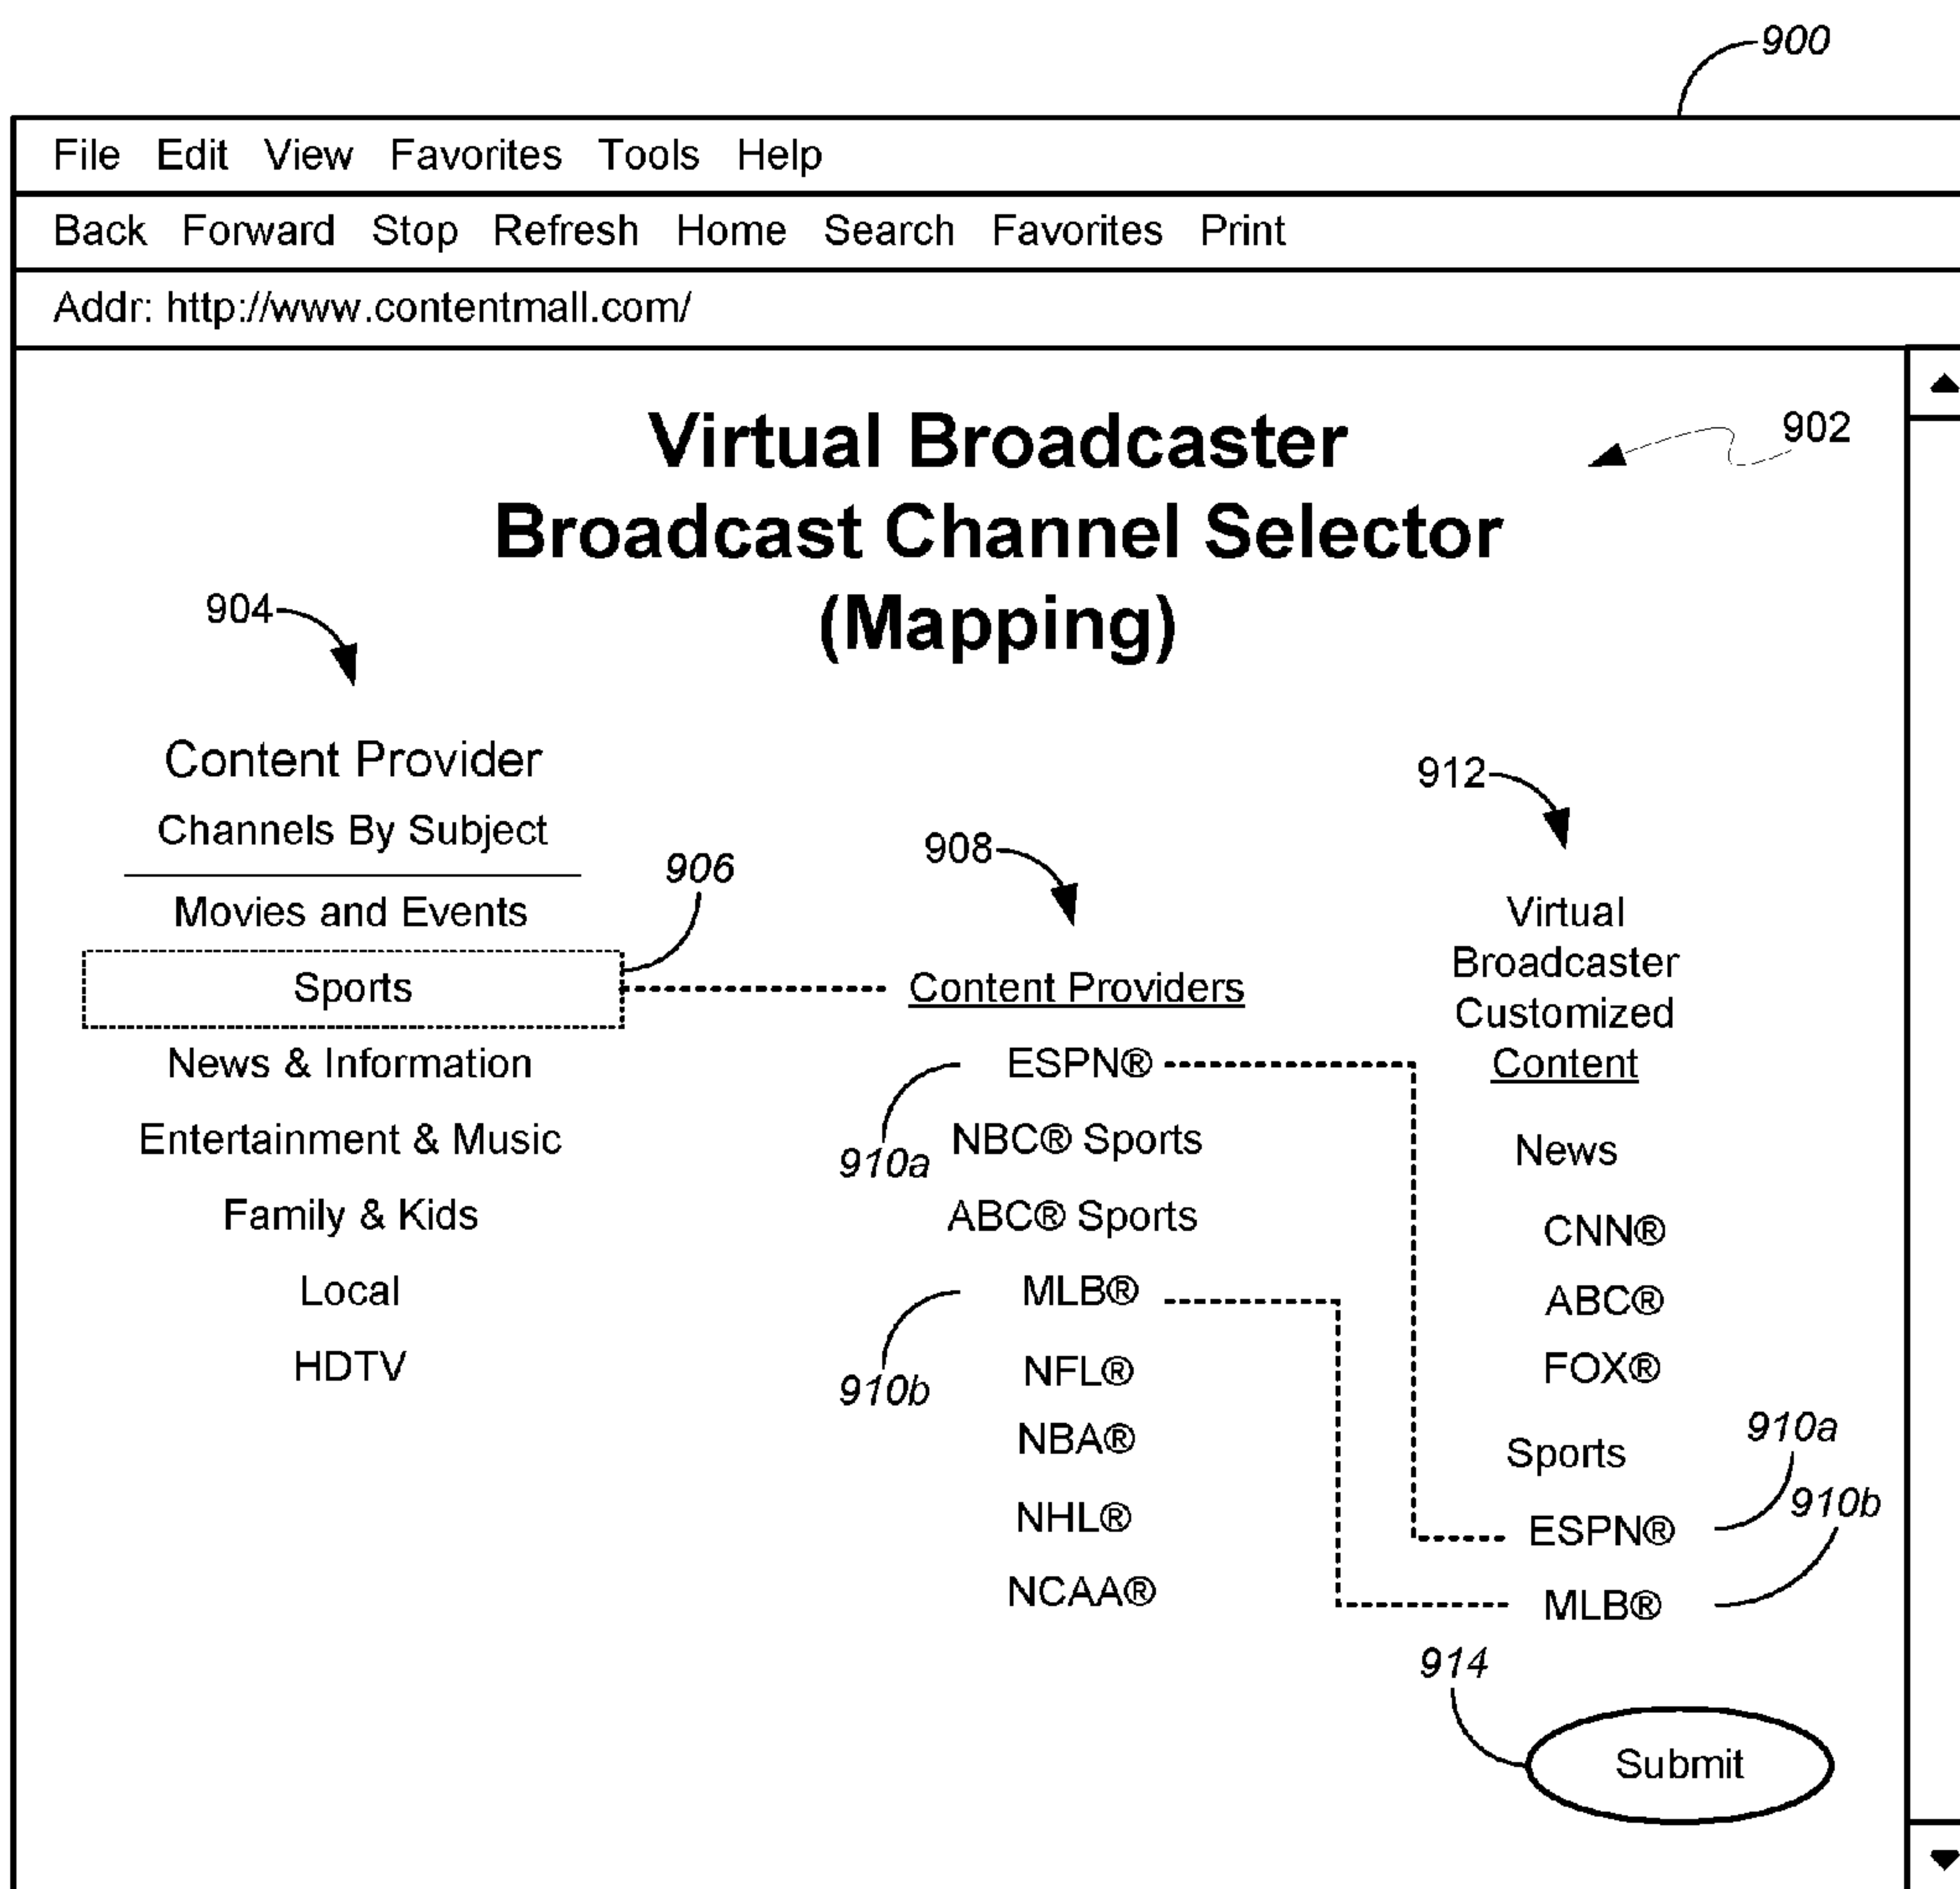 900
File Edit View Favorites Tools Help
Back Forward Stop Refresh Home Search Favorites Print
Addr: http://www.contentmall.com/
Virtual Broadcaster
Broadcast Channel Selector
(Mapping)
902
904
Content Provider
Channels By Subject
Movies and Events
Sports
News & Information
Entertainment & Music
Family & Kids
Local
HDTV
906
908
Content Providers
ESPN®
NBC® Sports
ABC® Sports
MLB®
NFL®
NBA®
NHL®
NCAA®
910a
910b
912
Virtual
Broadcaster
Customized
Content
News
CNN®
ABC®
FOX®
Sports
ESPN®
MLB®
910a
910b
914
Submit